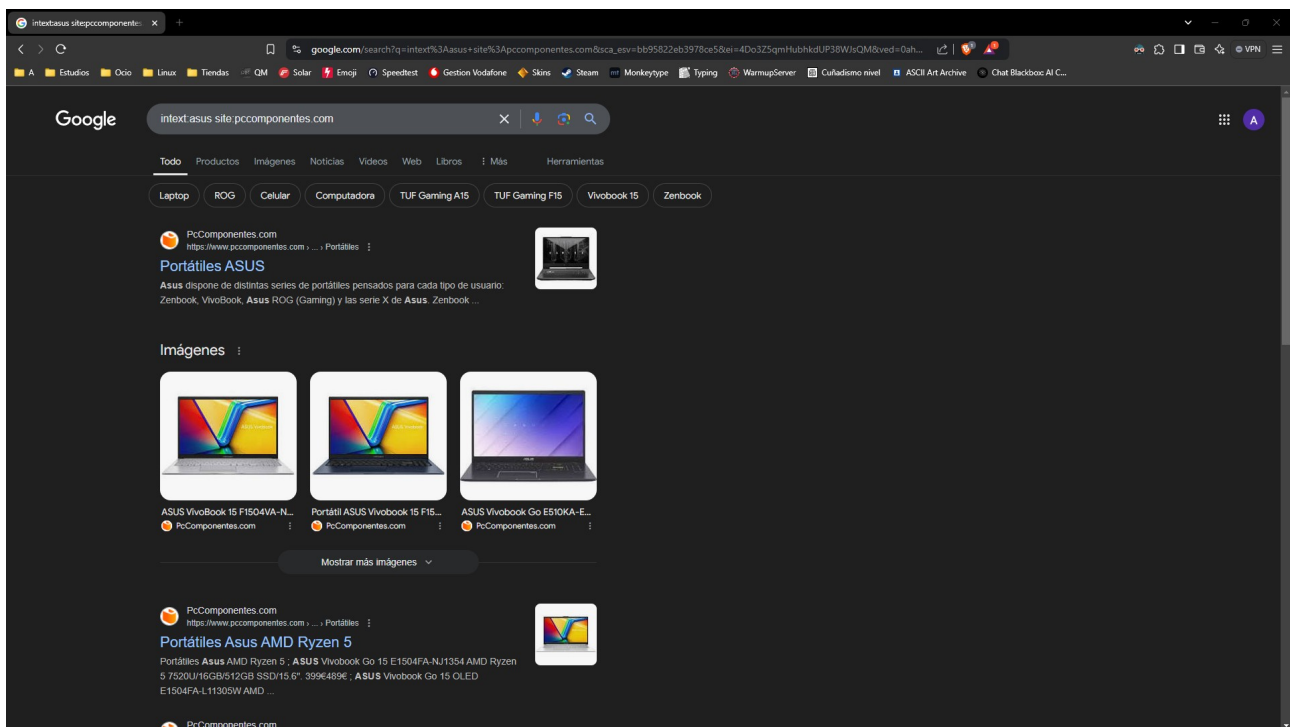 intext:asus site:pccomponente
google.com/search?q=intext%3Aasus+site%3Apccomponentes.com&sca_esv=bb95822eb3978ce5&ei=4Do3Z5qmHubhkdUP38WJsQM&ved=0ah...
VPN
A Estudios Ocio Linux Tiendas QM Solar Emoji Speedtest Gestion Vodafone Skins Steam Monkeytype Typing WarmupServer Cuñadismo nivel ASCII Art Archive Chat Blackbox: AI C...
Google
intext:asus site:pccomponentes.com
A
Todo Productos Imágenes Noticias Vídeos Web Libros Más Herramientas
Laptop ROG Celular Computadora TUF Gaming A15 TUF Gaming F15 Vivobook 15 Zenbook
PcComponentes.com
https://www.pccomponentes.com › ... › Portátiles
Portátiles ASUS
Asus dispone de distintas series de portátiles pensados para cada tipo de usuario:
Zenbook, VivoBook, Asus ROG (Gaming) y las serie X de Asus. Zenbook ...
Imágenes
ASUS VivoBook 15 F1504VA-N... Portátil ASUS Vivobook 15 F15... ASUS Vivobook Go E510KA-E...
PcComponentes.com PcComponentes.com PcComponentes.com
Mostrar más imágenes
PcComponentes.com
https://www.pccomponentes.com › ... › Portátiles
Portátiles Asus AMD Ryzen 5
Portátiles Asus AMD Ryzen 5 ; ASUS Vivobook Go 15 E1504FA-NJ1354 AMD Ryzen
5 7520U/16GB/512GB SSD/15.6". 399€489€ ; ASUS Vivobook Go 15 OLED
E1504FA-L11305W AMD ...
PcComponentes.com